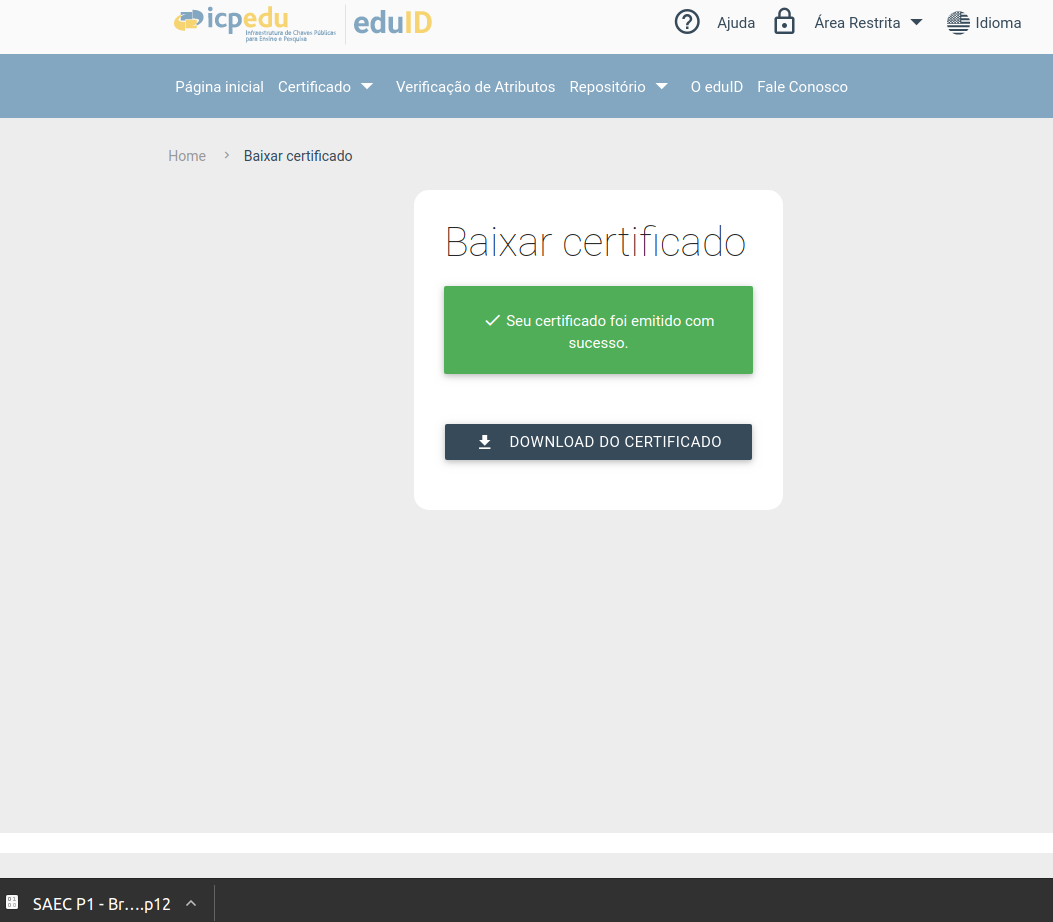 icpedu
Infraestrutura de Chaves Públicas
para Ensino e Pesquisa
eduID
Ajuda
Área Restrita
Idioma
Página inicial
Certificado
Verificação de Atributos
Repositório
O eduID
Fale Conosco
Home
Baixar certificado
Baixar certificado
Seu certificado foi emitido com
sucesso.
DOWNLOAD DO CERTIFICADO
SAEC P1 - Br….p12